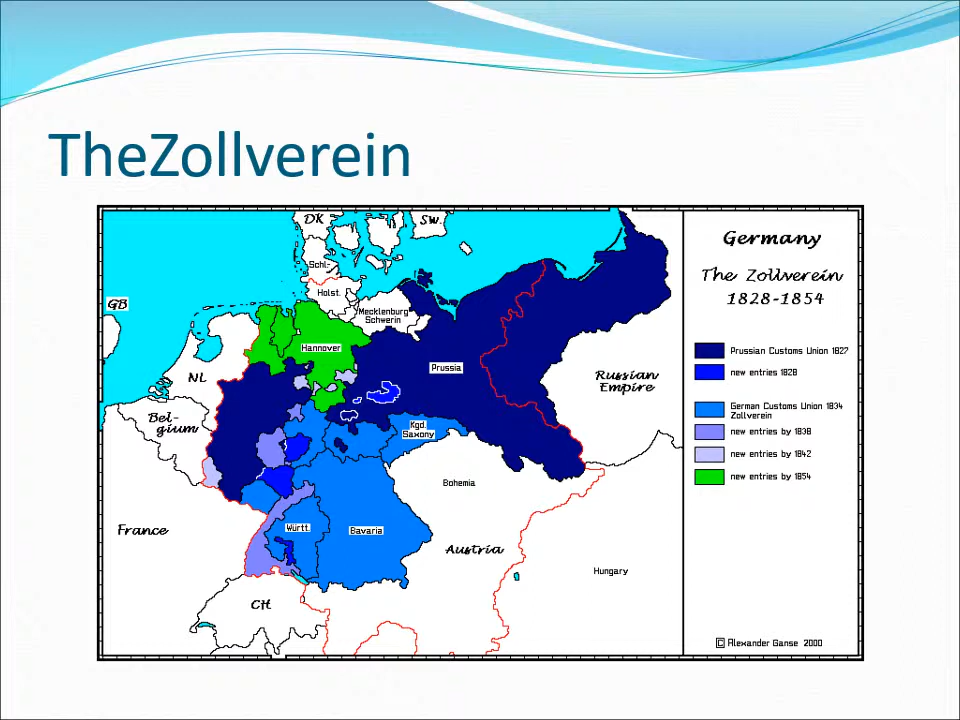 TheZollverein
DK
Sw.
Schl.-
Holst.
Mecklenburg
Schwerin
GB
Hannover
NL
Prussia
Russian
Empire
Bel-
gium
Kgd.
Saxony
Bohemia
France
Württ.
Bavaria
Austria
Hungary
CH
Germany
The Zollverein
1828-1854
Prussian Customs Union 1827
new entries 1828
German Customs Union 1834
Zollverein
new entries by 1838
new entries by 1842
new entries by 1854
© Alexander Ganse 2000